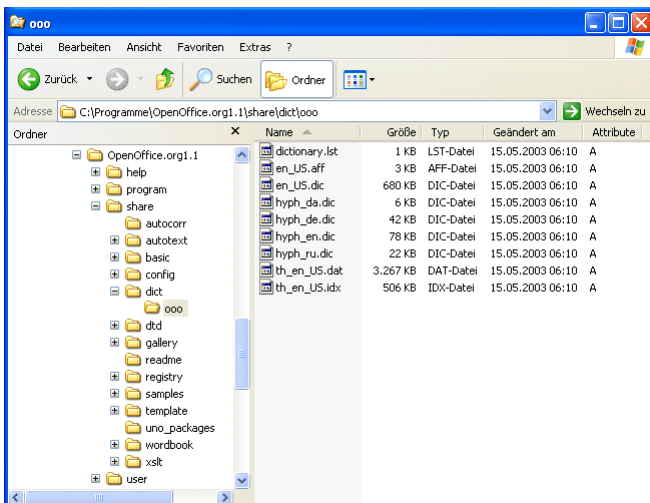 ooo
Datei Bearbeiten Ansicht Favoriten Extras ?
Zurück Suchen Ordner
Adresse C:\Programme\OpenOffice.org1.1\share\dict\ooo Wechseln zu
Ordner
OpenOffice.org1.1
help
program
share
autocorr
autotext
basic
config
dict
ooo
dtd
gallery
readme
registry
samples
template
uno_packages
wordbook
xslt
user
Name Größe Typ Geändert am Attribute
dictionary.lst 1 KB LST-Datei 15.05.2003 06:10 A
en_US.aff 3 KB AFF-Datei 15.05.2003 06:10 A
en_US.dic 680 KB DIC-Datei 15.05.2003 06:10 A
hyph_da.dic 6 KB DIC-Datei 15.05.2003 06:10 A
hyph_de.dic 42 KB DIC-Datei 15.05.2003 06:10 A
hyph_en.dic 78 KB DIC-Datei 15.05.2003 06:10 A
hyph_ru.dic 22 KB DIC-Datei 15.05.2003 06:10 A
th_en_US.dat 3.267 KB DAT-Datei 15.05.2003 06:10 A
th_en_US.idx 506 KB IDX-Datei 15.05.2003 06:10 A